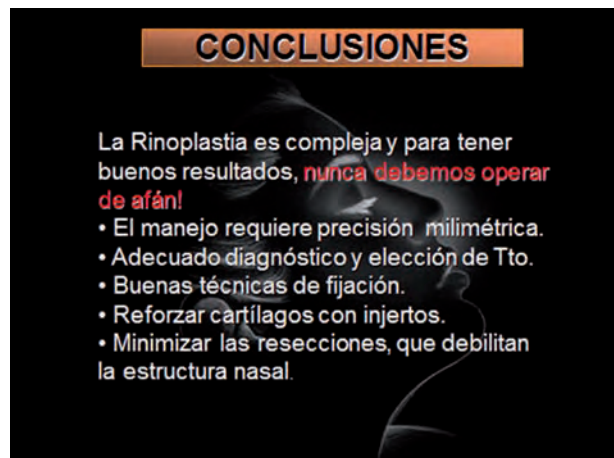 CONCLUSIONES
La Rinoplastia es compleja y para tener
buenos resultados, nunca debemos operar
de afán!
• El manejo requiere precisión milimétrica.
• Adecuado diagnóstico y elección de Tto.
• Buenas técnicas de fijación.
• Reforzar cartílagos con injertos.
• Minimizar las resecciones, que debilitan
la estructura nasal.